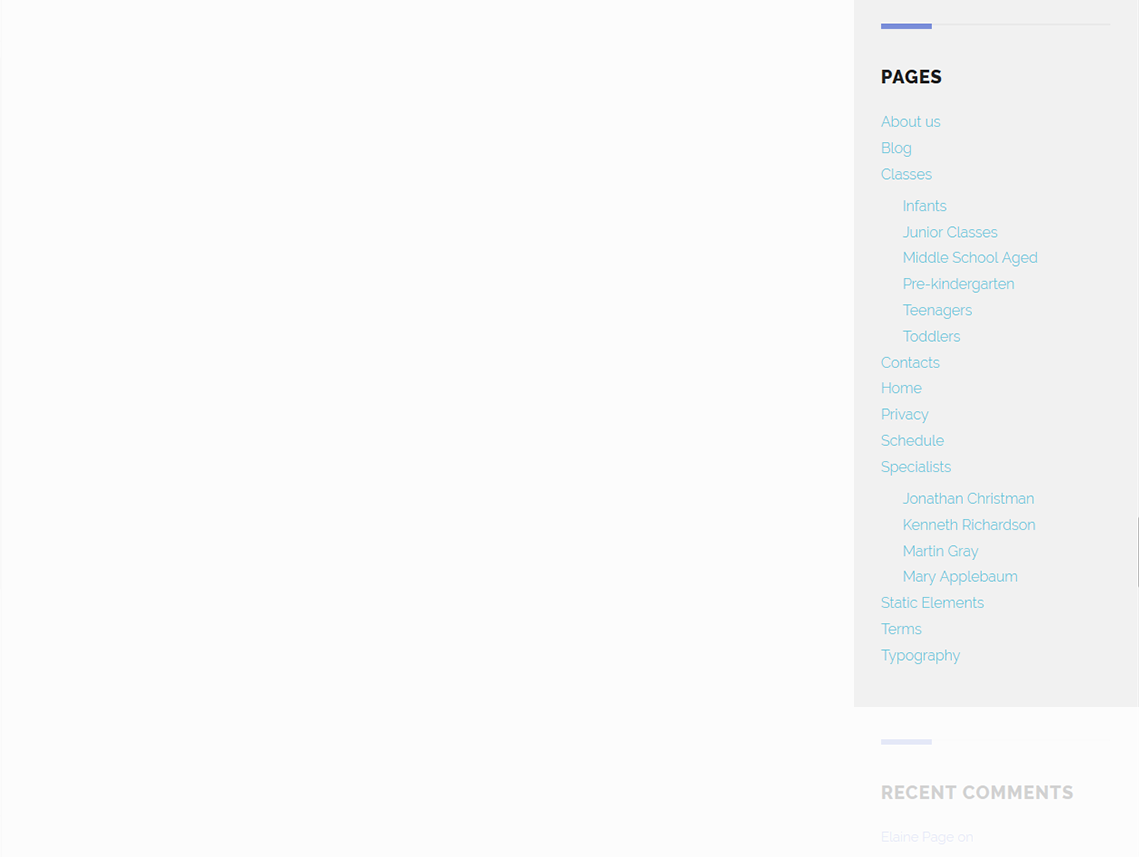 PAGES
About us
Blog
Classes
Infants
Junior Classes
Middle School Aged
Pre-kindergarten
Teenagers
Toddlers
Contacts
Home
Privacy
Schedule
Specialists
Jonathan Christman
Kenneth Richardson
Martin Gray
Mary Applebaum
Static Elements
Terms
Typography
RECENT COMMENTS
Elaine Page on